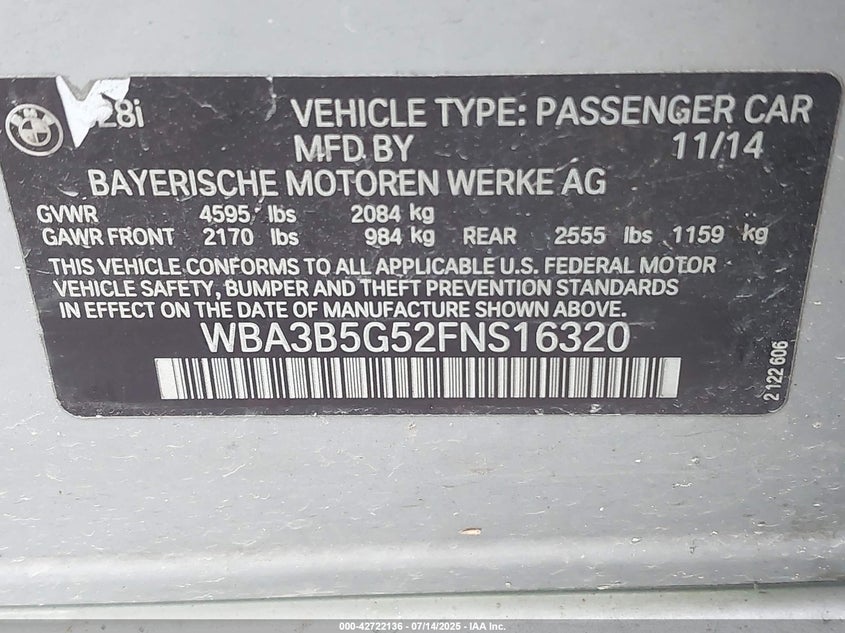 28i VEHICLE TYPE: PASSENGER CAR
MFD BY 11/14
BAYERISCHE MOTOREN WERKE AG
GVWR 4595 lbs 2084 kg
GAWR FRONT 2170 lbs 984 kg REAR 2555 lbs 1159 kg
THIS VEHICLE CONFORMS TO ALL APPLICABLE U.S. FEDERAL MOTOR
VEHICLE SAFETY, BUMPER AND THEFT PREVENTION STANDARDS
IN EFFECT ON THE DATE OF MANUFACTURE SHOWN ABOVE.
WBA3B5G52FNS16320
2 122 606
000-42722136 - 07/14/2025 - IAA Inc.